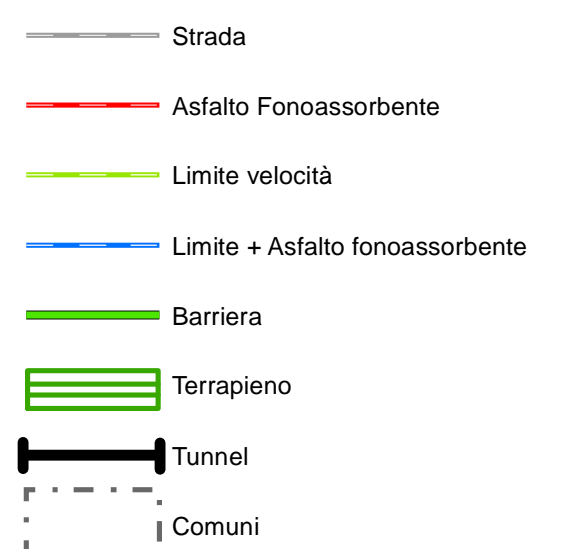 Strada
Asfalto Fonoassorbente
Limite velocità
Limite + Asfalto fonoassorbente
Barriera
Terrapieno
Tunnel
Comuni